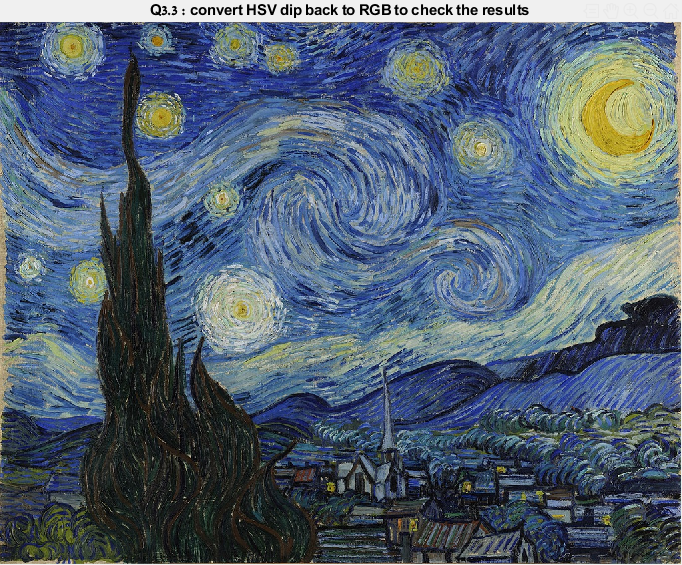 Q3.3 : convert HSV dip back to RGB to check the results